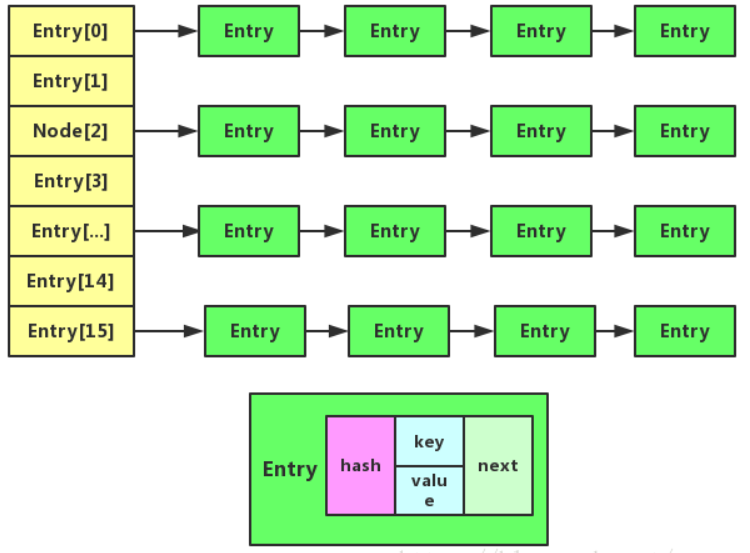 Entry[0] Entry Entry Entry Entry
Entry[1]
Node[2] Entry Entry Entry Entry
Entry[3]
Entry[...] Entry Entry Entry Entry
Entry[14]
Entry[15] Entry Entry Entry Entry
key
Entry hash next
valu
e